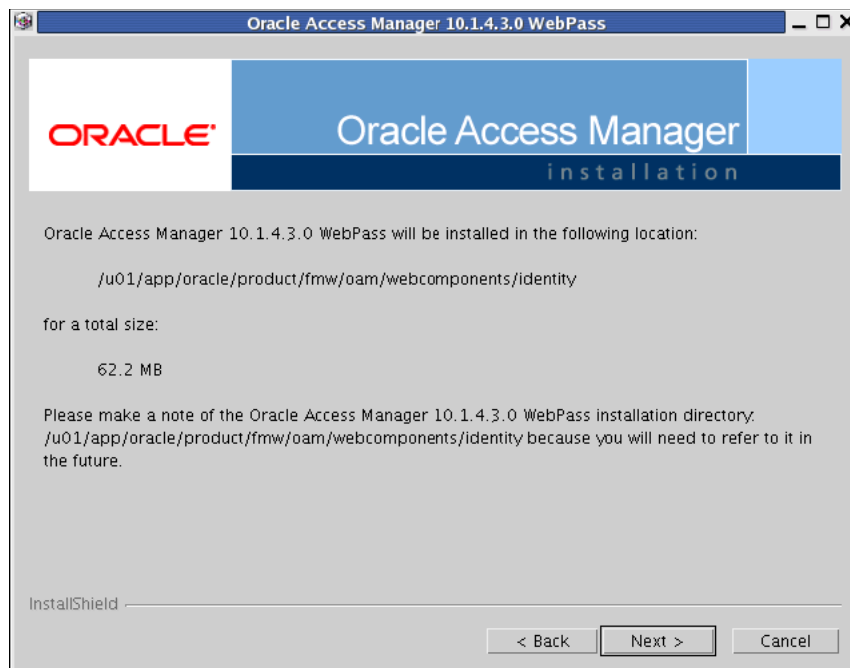 Oracle Access Manager 10.1.4.3.0 WebPass
ORACLE®
Oracle Access Manager
installation
Oracle Access Manager 10.1.4.3.0 WebPass will be installed in the following location:
/u01/app/oracle/product/fmw/oam/webcomponents/identity
for a total size:
62.2 MB
Please make a note of the Oracle Access Manager 10.1.4.3.0 WebPass installation directory:
/u01/app/oracle/product/fmw/oam/webcomponents/identity because you will need to refer to it in
the future.
InstallShield
< Back
Next >
Cancel